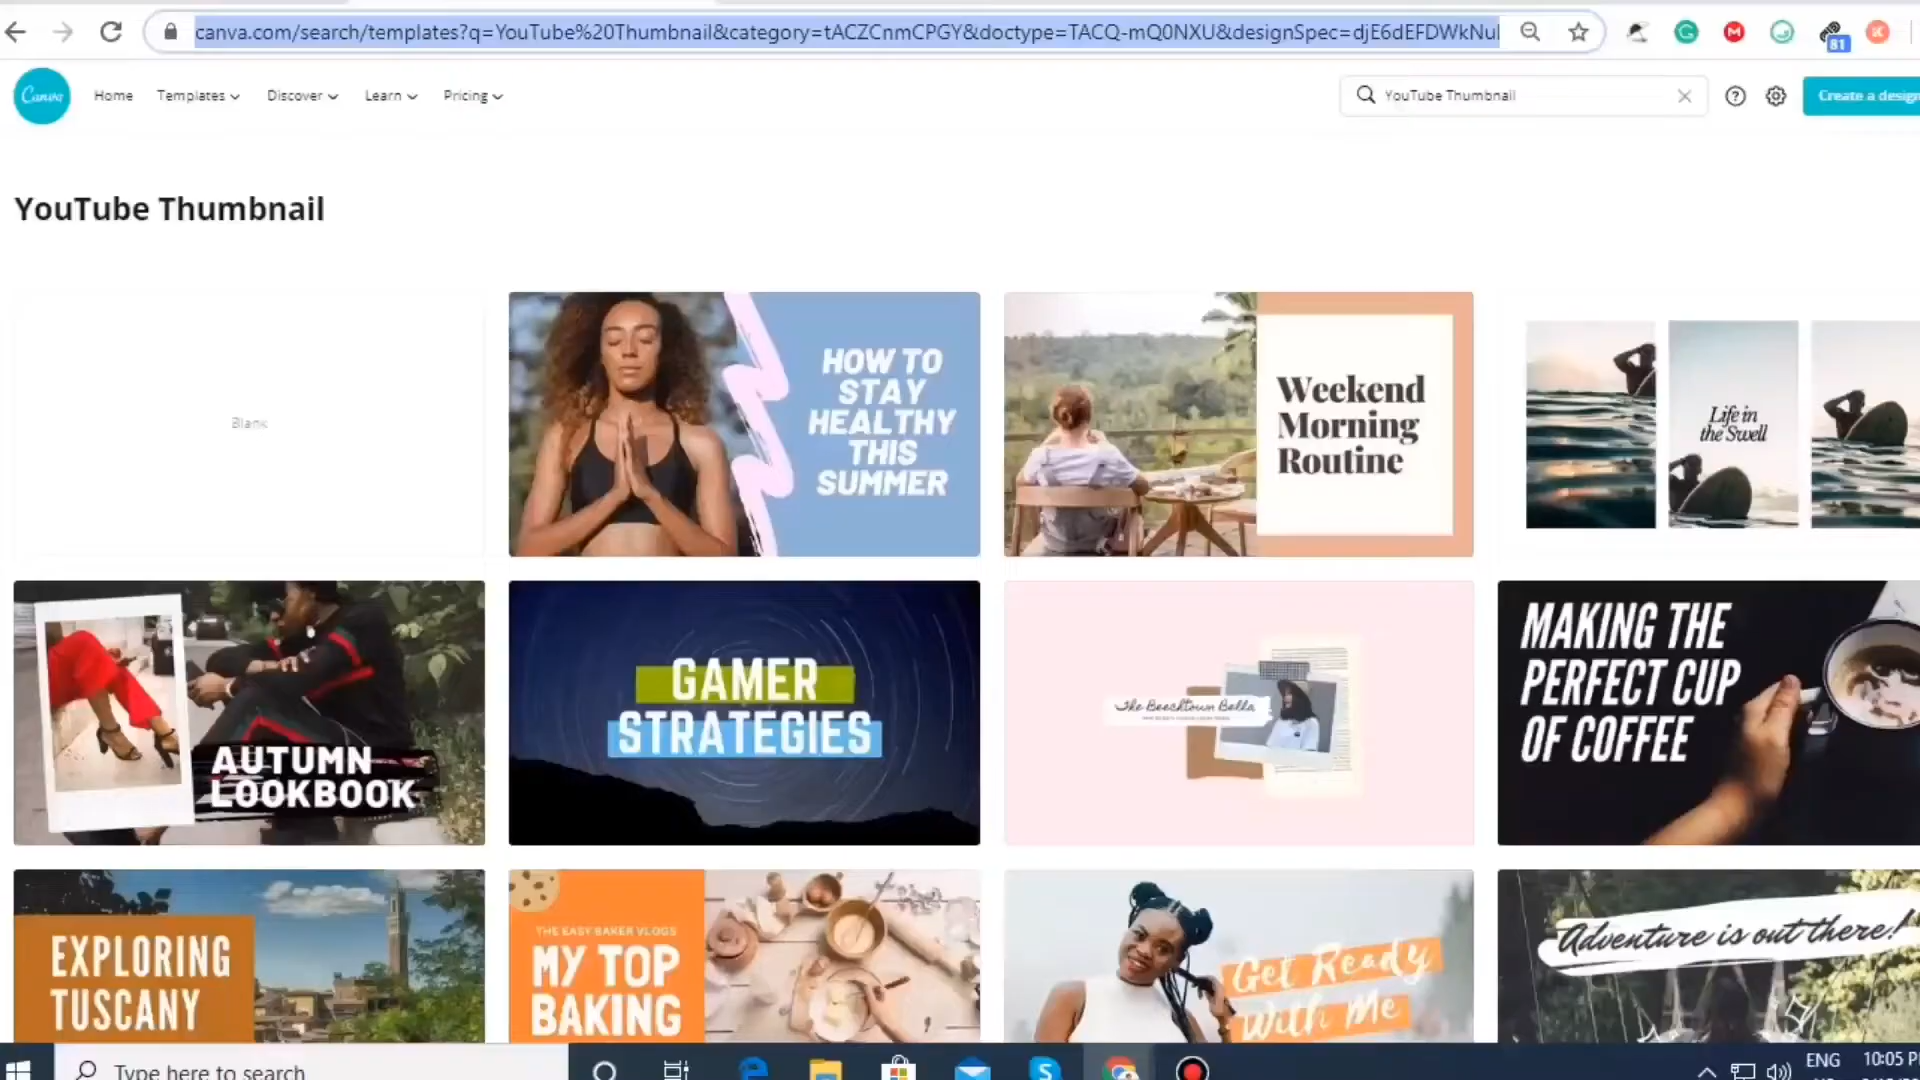 canva.com/search/templates?q=YouTube%20Thumbnail&category=tACZCnmCPGY&doctype=TACQ-mQ0NXU&designSpec=djE6dEFDWkNu
81
Canva
Home
Templates
Discover
Learn
Pricing
YouTube Thumbnail
Create a design
YouTube Thumbnail
Blank
HOW TO
STAY
HEALTHY
THIS
SUMMER
Weekend
Morning
Routine
Life in
the Swell
AUTUMN
LOOKBOOK
GAMER
STRATEGIES
The Beechtown Bella
MAKING THE
PERFECT CUP
OF COFFEE
EXPLORING
TUSCANY
THE EASY BAKER VLOGS
MY TOP
BAKING
Get Ready
With Me
Adventure is out there!
Type here to search
ENG
10:05 P